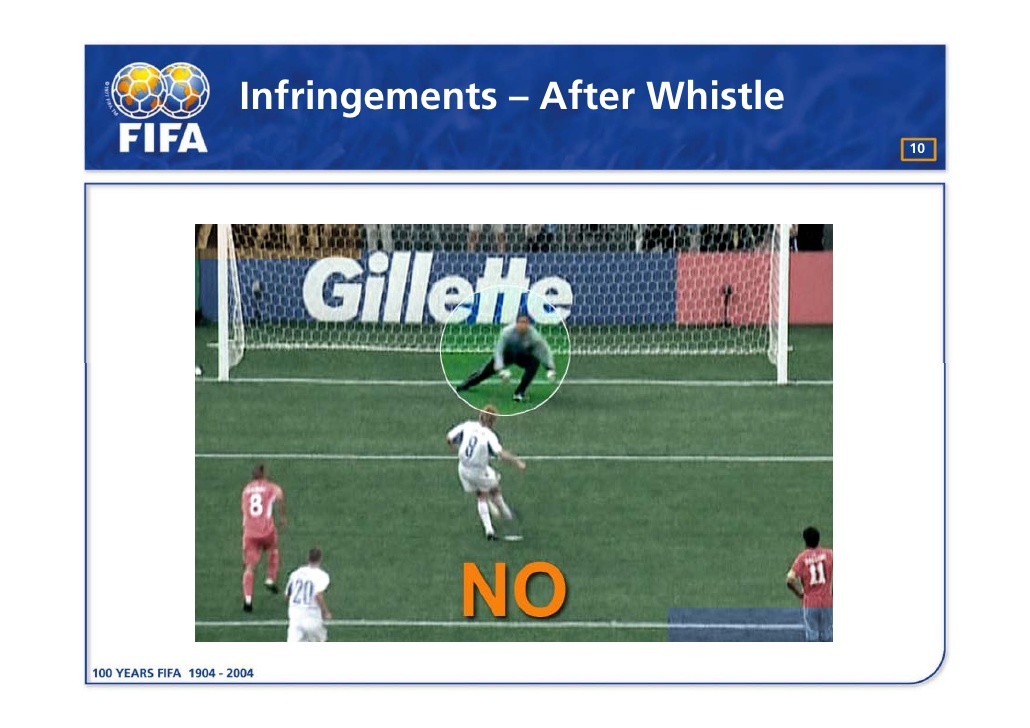 Infringements – After Whistle
FIFA
10
Gillette
8
8
20
11
NO
100 YEARS FIFA 1904 - 2004